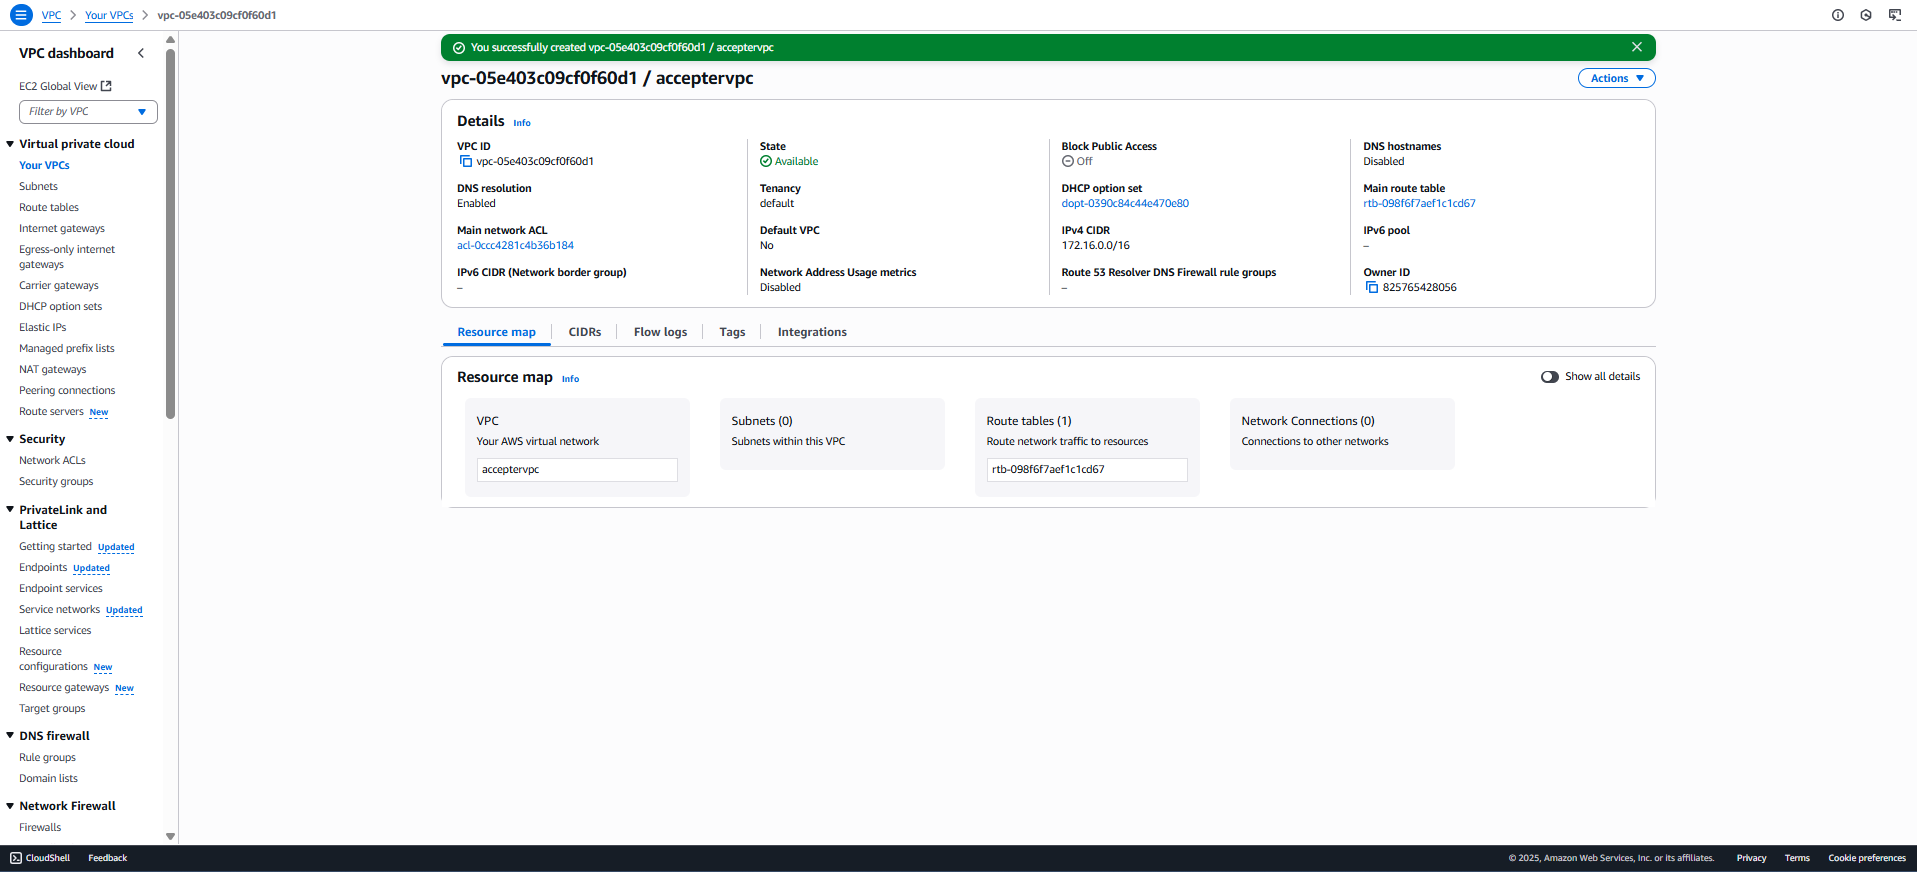 VPC
Your VPCs
vpc-05e403c09cf0f60d1
VPC dashboard
EC2 Global View
Filter by VPC
Virtual private cloud
Your VPCs
Subnets
Route tables
Internet gateways
Egress-only internet
gateways
Carrier gateways
DHCP option sets
Elastic IPs
Managed prefix lists
NAT gateways
Peering connections
Route servers New
Security
Network ACLs
Security groups
PrivateLink and
Lattice
Getting started Updated
Endpoints Updated
Endpoint services
Service networks Updated
Lattice services
Resource
configurations New
Resource gateways New
Target groups
DNS firewall
Rule groups
Domain lists
Network Firewall
Firewalls
You successfully created vpc-05e403c09cf0f60d1 / acceptervpc
vpc-05e403c09cf0f60d1 / acceptervpc
Actions
Details Info
VPC ID
vpc-05e403c09cf0f60d1
State
Available
Block Public Access
Off
DNS hostnames
Disabled
DNS resolution
Enabled
Tenancy
default
DHCP option set
dopt-0390c84c44e470e80
Main route table
rtb-098f6f7aef1c1cd67
Main network ACL
acl-0ccc4281c4b36b184
Default VPC
No
IPv4 CIDR
172.16.0.0/16
IPv6 pool
–
IPv6 CIDR (Network border group)
–
Network Address Usage metrics
Disabled
Route 53 Resolver DNS Firewall rule groups
–
Owner ID
825765428056
Resource map
CIDRs
Flow logs
Tags
Integrations
Resource map Info
Show all details
VPC
Your AWS virtual network
acceptervpc
Subnets (0)
Subnets within this VPC
Route tables (1)
Route network traffic to resources
rtb-098f6f7aef1c1cd67
Network Connections (0)
Connections to other networks
CloudShell
Feedback
© 2025, Amazon Web Services, Inc. or its affiliates.
Privacy
Terms
Cookie preferences